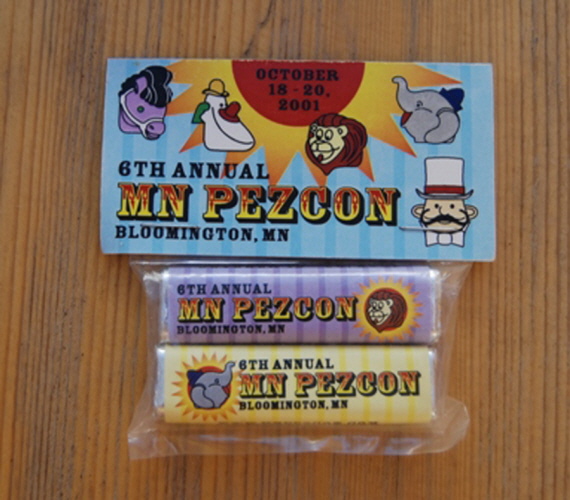 OCTOBER
18 - 20,
2001
6TH ANNUAL
MN PEZCON
BLOOMINGTON, MN
6TH ANNUAL
MN PEZCON
BLOOMINGTON, MN
6TH ANNUAL
MN PEZCON
BLOOMINGTON, MN